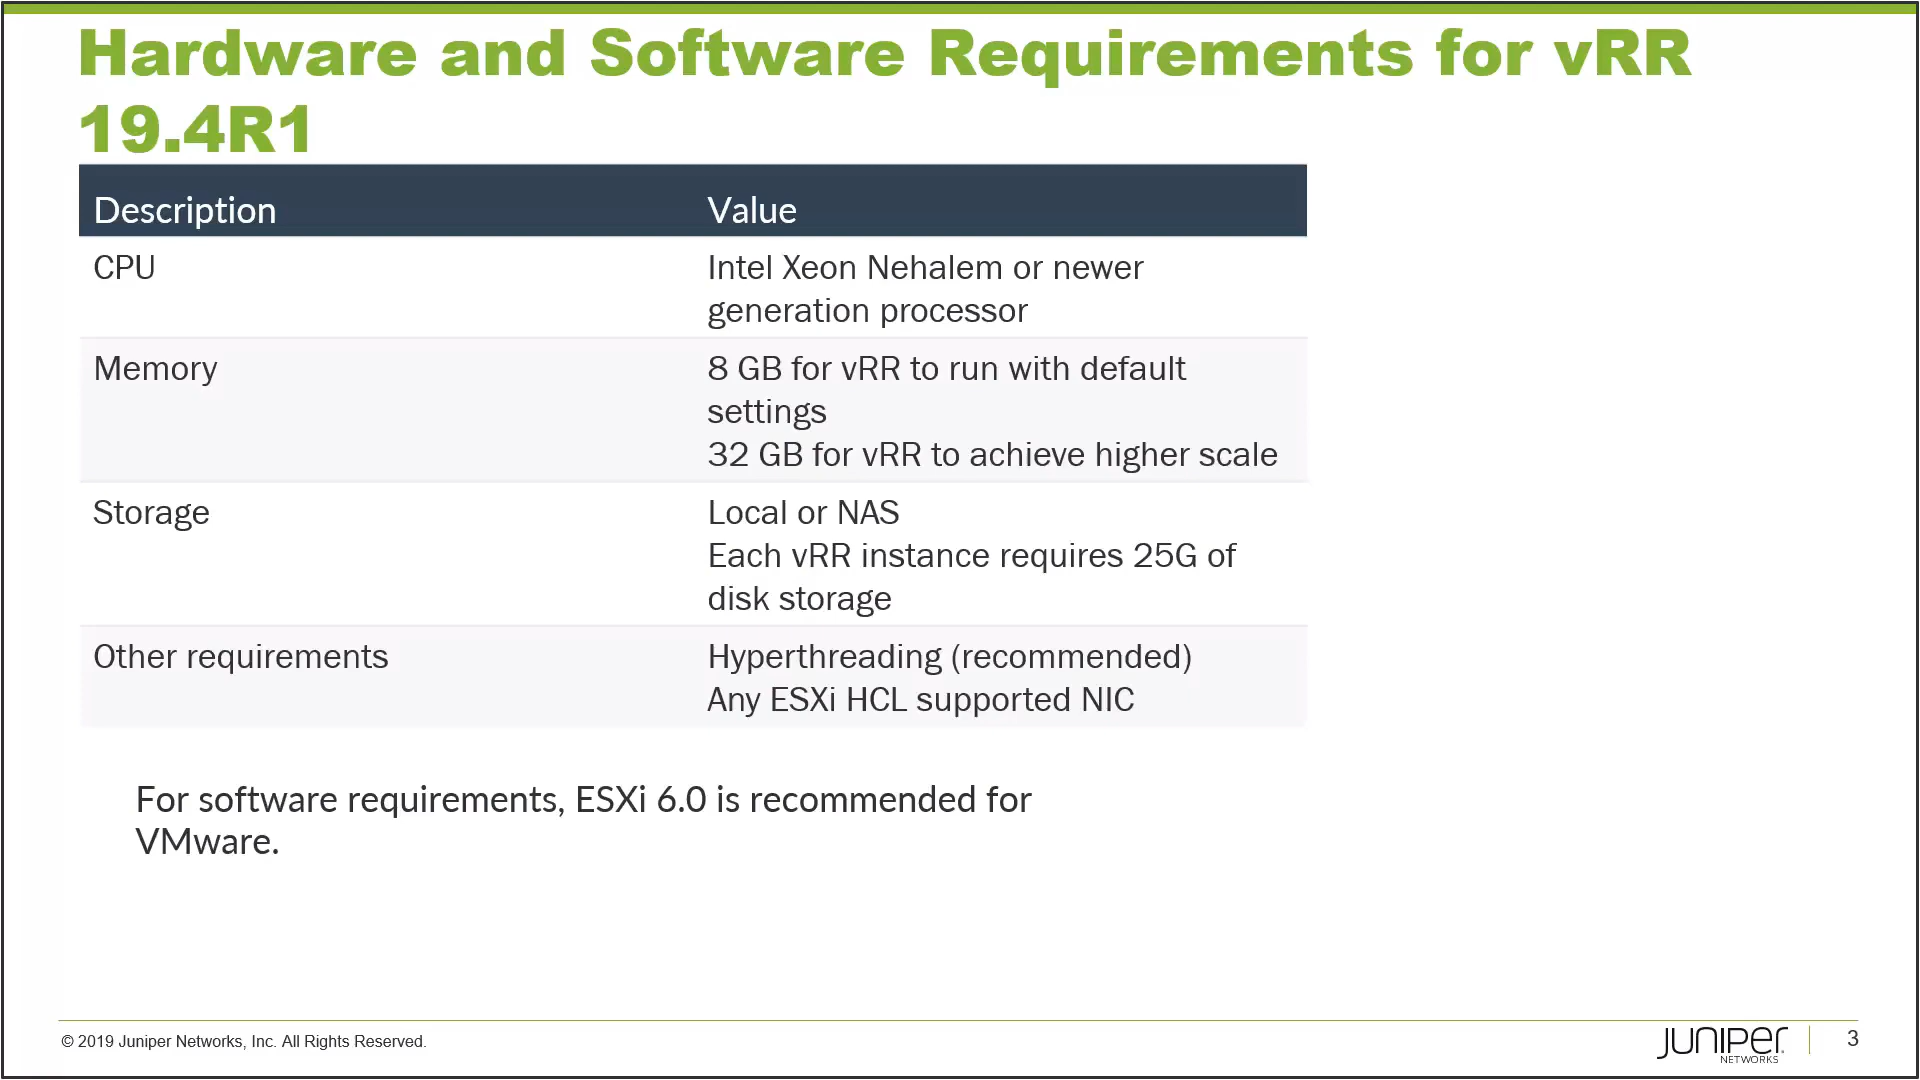 Hardware and Software Requirements for vRR
19.4R1
Description Value
CPU Intel Xeon Nehalem or newer
generation processor
Memory 8 GB for vRR to run with default
settings
32 GB for vRR to achieve higher scale
Storage Local or NAS
Each vRR instance requires 25G of
disk storage
Other requirements Hyperthreading (recommended)
Any ESXi HCL supported NIC
For software requirements, ESXi 6.0 is recommended for
VMware.
© 2019 Juniper Networks, Inc. All Rights Reserved.
JUNIPEr
NETWORKS
3